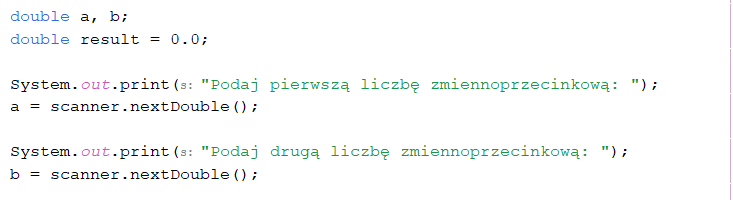 double a, b;
double result = 0.0;
System.out.print(s: "Podaj pierwszą liczbę zmiennoprzecinkową: ");
a = scanner.nextDouble();
System.out.print(s: "Podaj drugą liczbę zmiennoprzecinkową: ");
b = scanner.nextDouble();